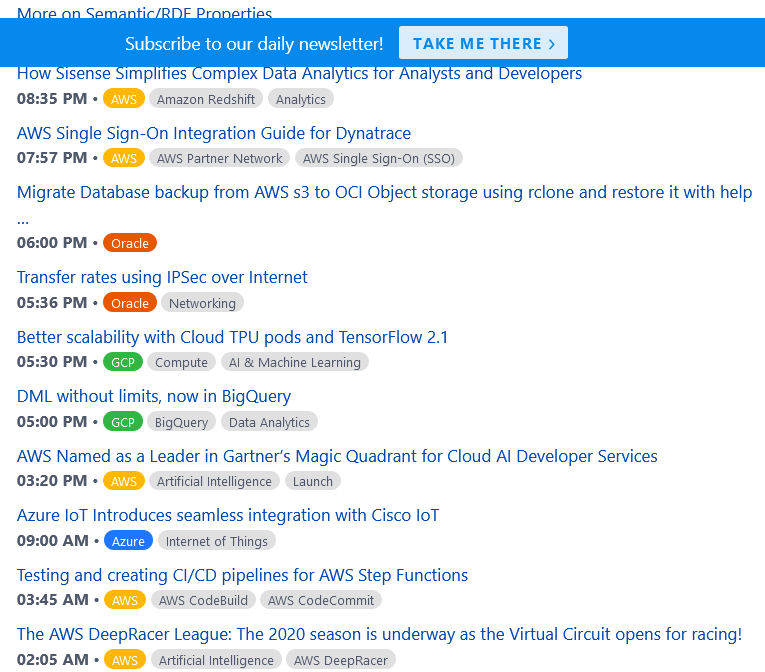 More on Semantic/RDF Properties
Subscribe to our daily newsletter! TAKE ME THERE >
How Sisense Simplifies Complex Data Analytics for Analysts and Developers
08:35 PM • AWS Amazon Redshift Analytics
AWS Single Sign-On Integration Guide for Dynatrace
07:57 PM • AWS AWS Partner Network AWS Single Sign-On (SSO)
Migrate Database backup from AWS s3 to OCI Object storage using rclone and restore it with help
...
06:00 PM • Oracle
Transfer rates using IPSec over Internet
05:36 PM • Oracle Networking
Better scalability with Cloud TPU pods and TensorFlow 2.1
05:30 PM • GCP Compute AI & Machine Learning
DML without limits, now in BigQuery
05:00 PM • GCP BigQuery Data Analytics
AWS Named as a Leader in Gartner’s Magic Quadrant for Cloud AI Developer Services
03:20 PM • AWS Artificial Intelligence Launch
Azure IoT Introduces seamless integration with Cisco IoT
09:00 AM • Azure Internet of Things
Testing and creating CI/CD pipelines for AWS Step Functions
03:45 AM • AWS AWS CodeBuild AWS CodeCommit
The AWS DeepRacer League: The 2020 season is underway as the Virtual Circuit opens for racing!
02:05 AM • AWS Artificial Intelligence AWS DeepRacer